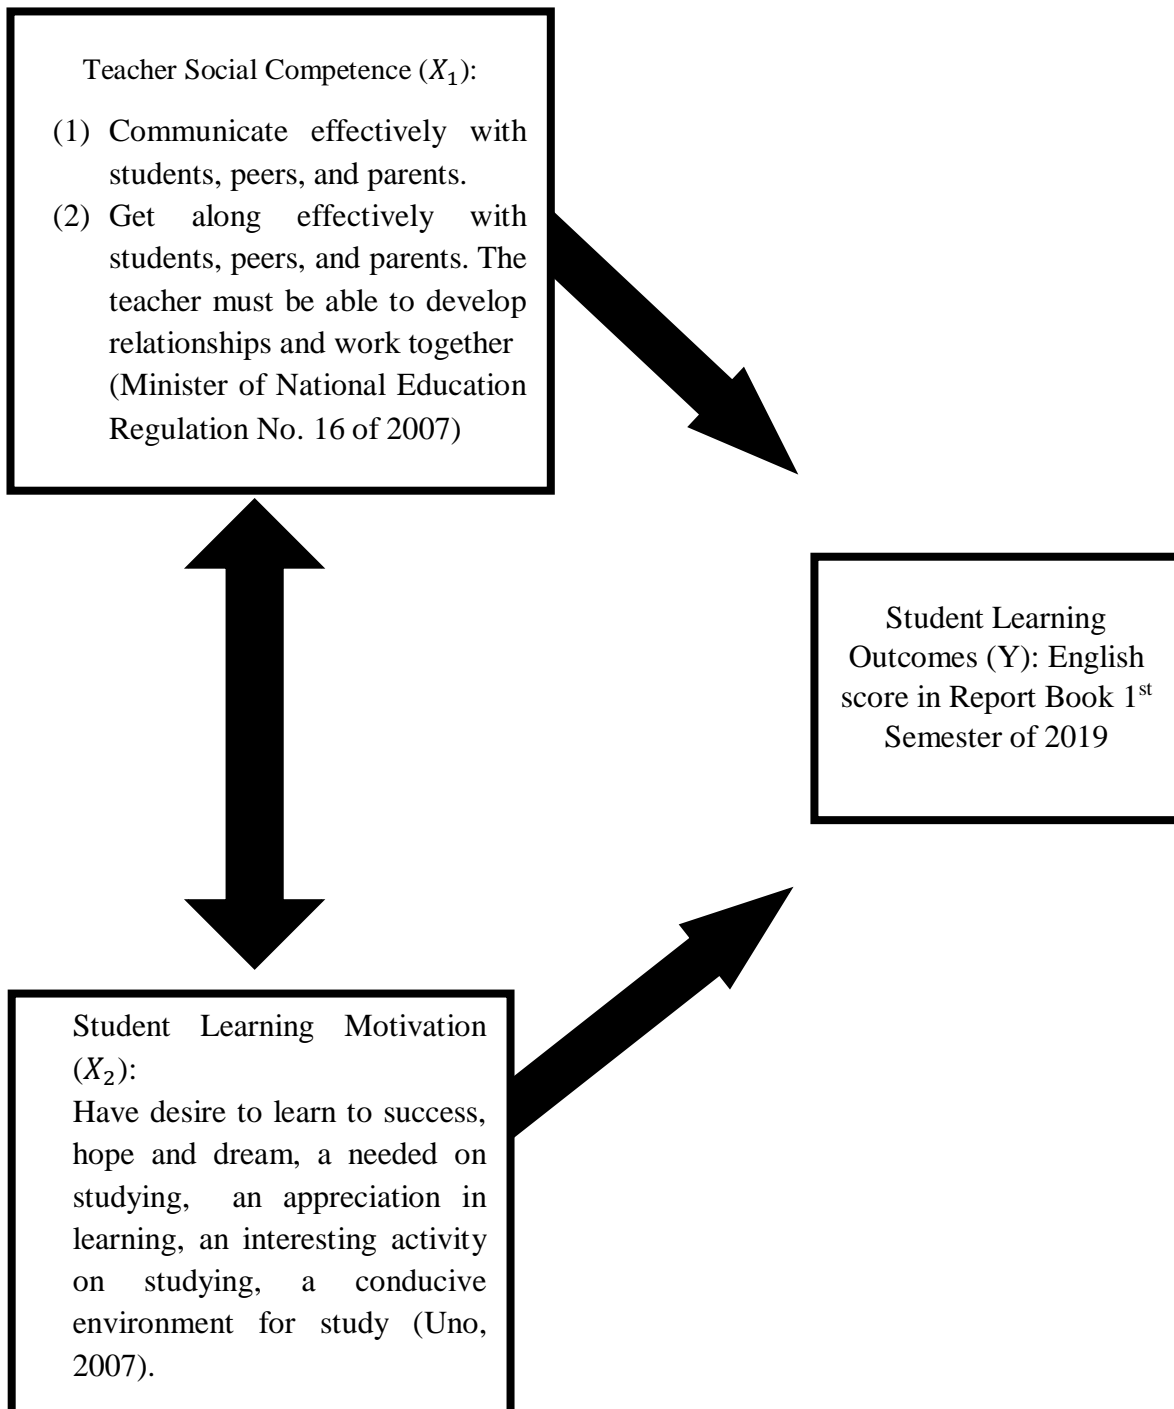 Teacher Social Competence (X₁):
(1) Communicate effectively with
students, peers, and parents.
(2) Get along effectively with
students, peers, and parents. The
teacher must be able to develop
relationships and work together
(Minister of National Education
Regulation No. 16 of 2007)
Student Learning
Outcomes (Y): English
score in Report Book 1st
Semester of 2019
Student Learning Motivation
(X₂):
Have desire to learn to success,
hope and dream, a needed on
studying, an appreciation in
learning, an interesting activity
on studying, a conducive
environment for study (Uno,
2007).